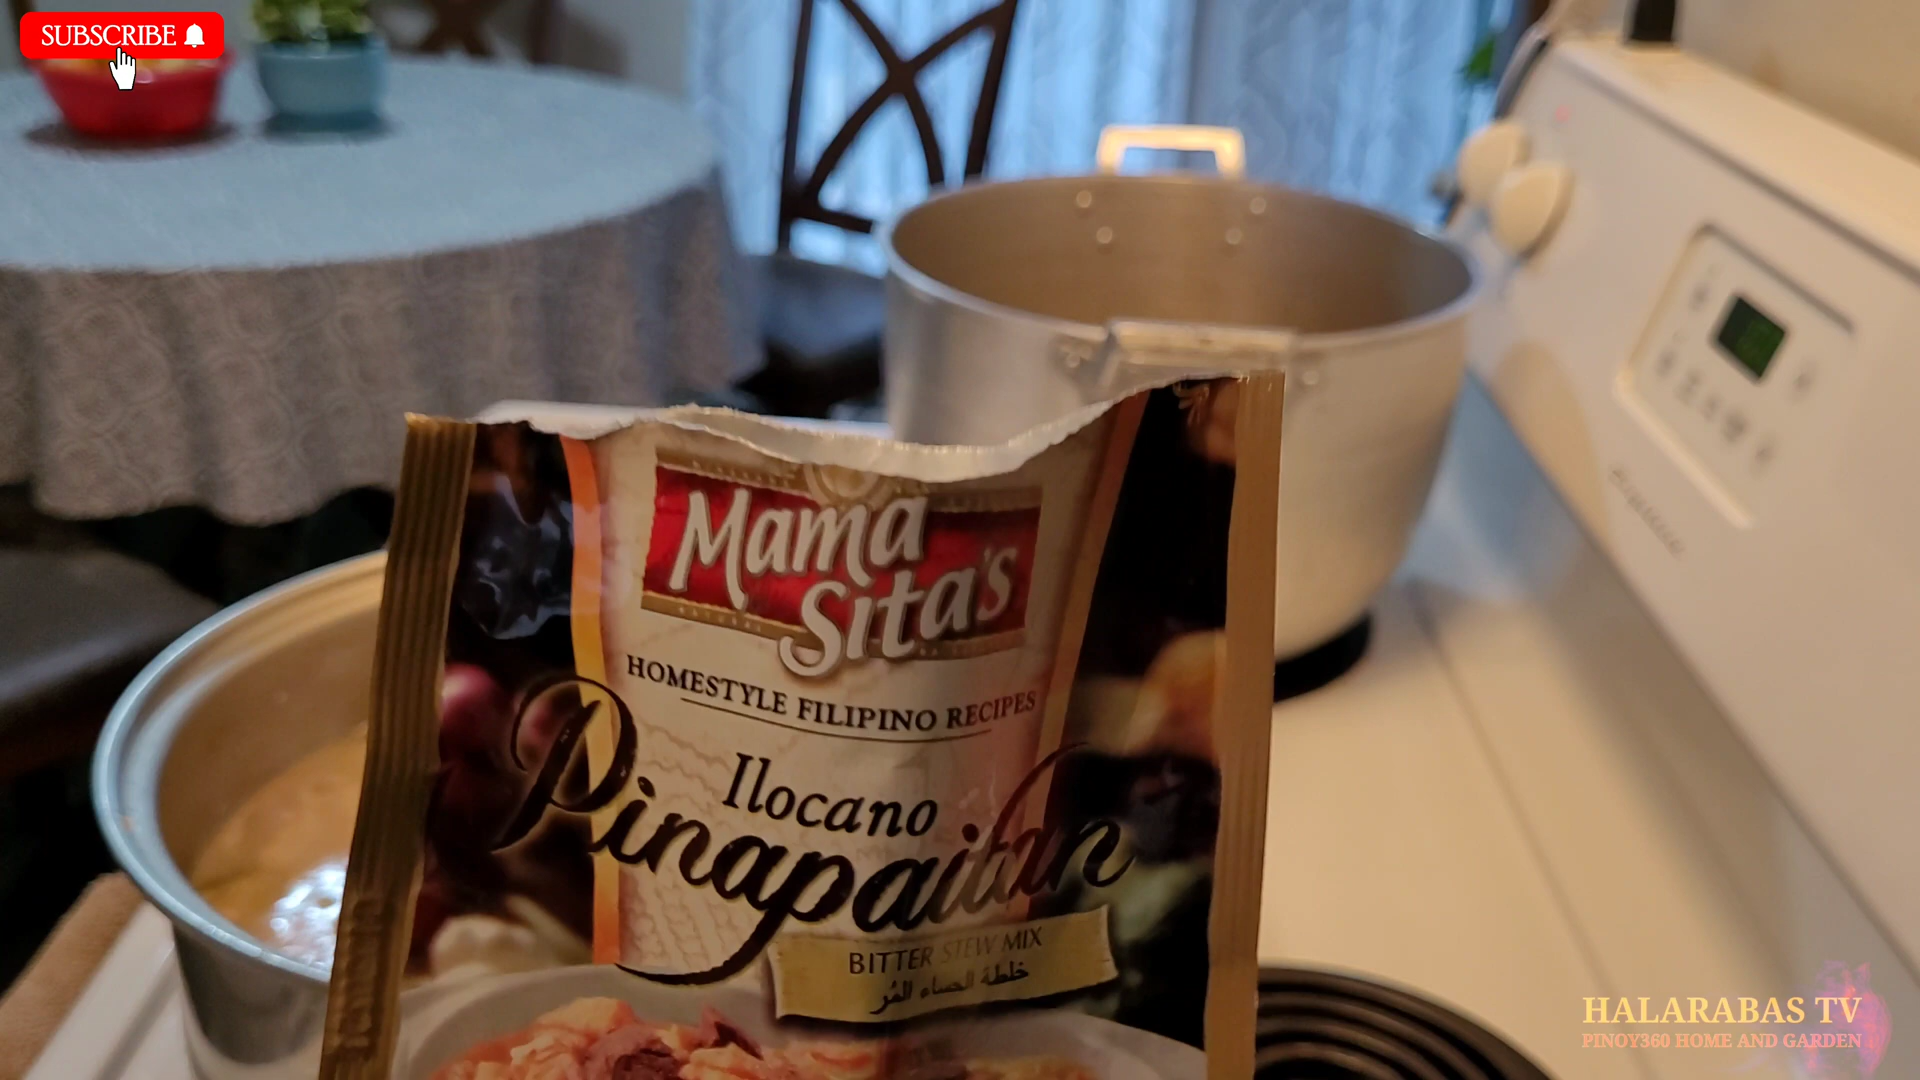 SUBSCRIBE
Mama
Sita's
HOMESTYLE FILIPINO RECIPES
Ilocano
Pinapaitan
BITTER STEW MIX
خلطة الحساء المُر
HALARABAS TV
PINOY360 HOME AND GARDEN